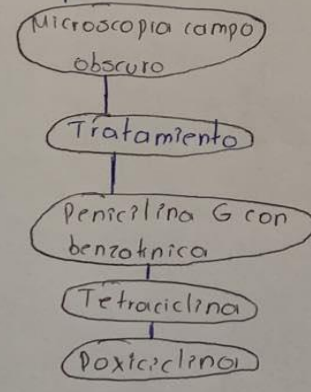 Microscopia campo
obscuro
Tratamiento
Penicilina G con
benzatinica
Tetraciclina
Doxiciclina